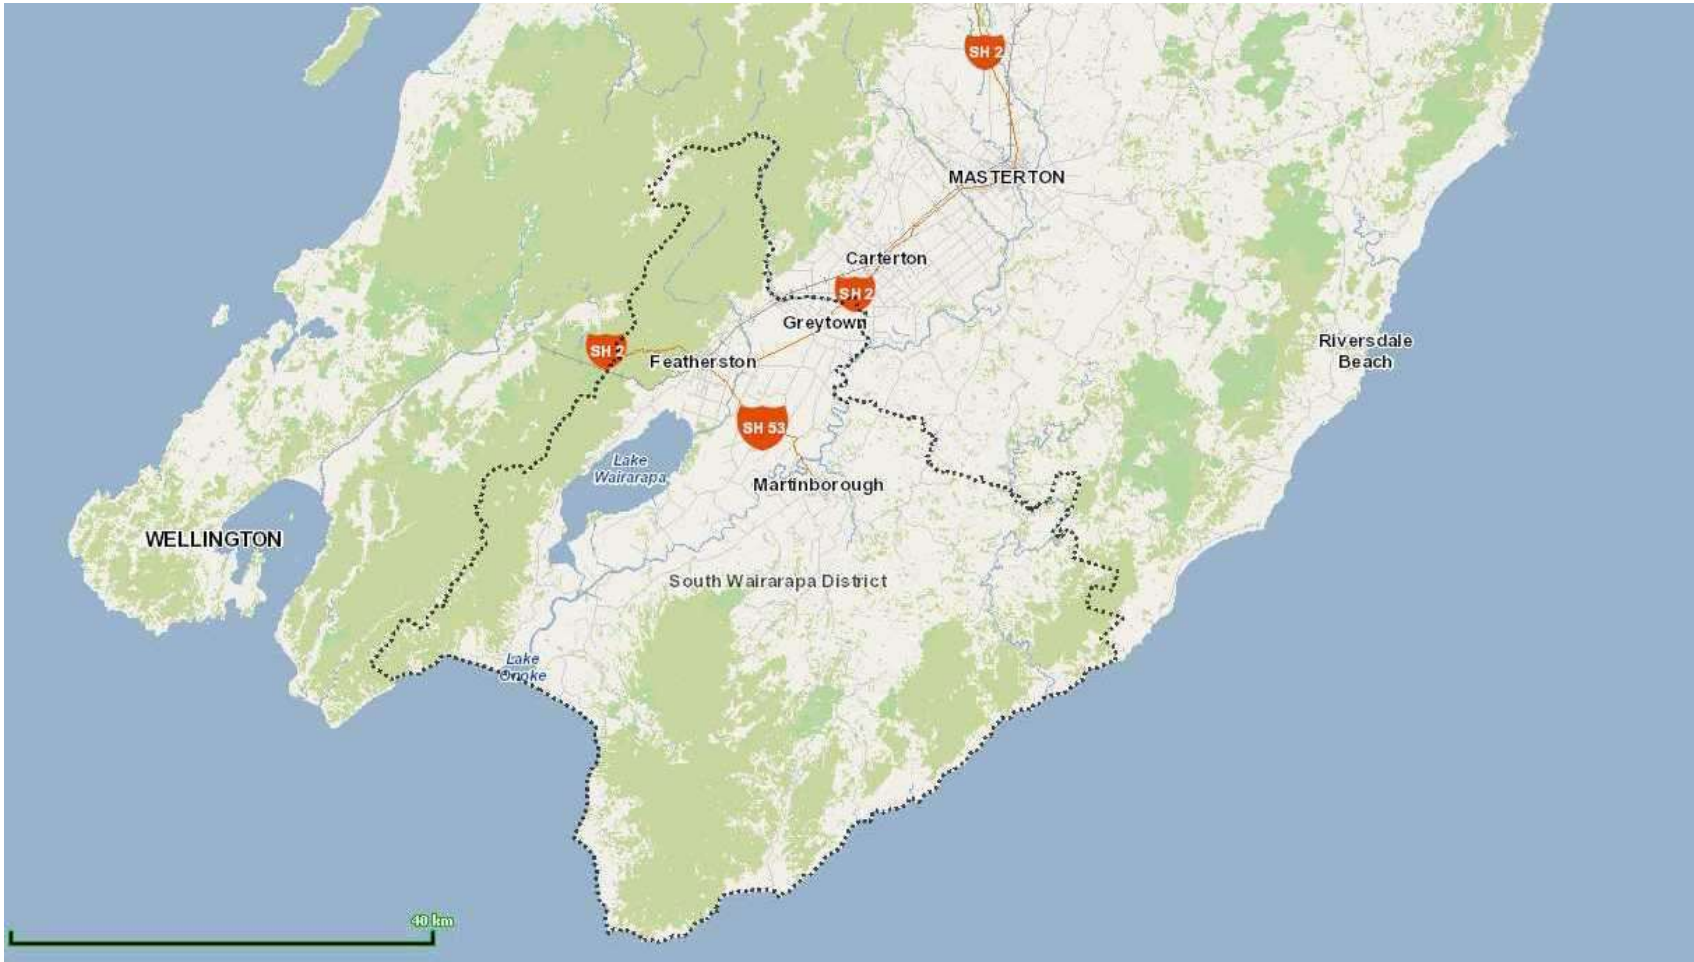 SH 2
MASTERTON
Carterton
SH 2
Greytown
Riversdale
Beach
SH 2
Featherston
SH 53
Lake
Wairarapa
Martinborough
WELLINGTON
South Wairarapa District
Lake
Onoke
40 km